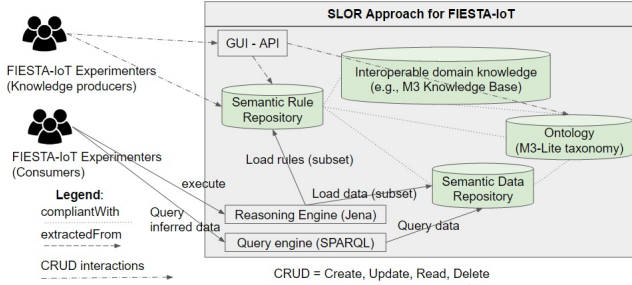 SLOR Approach for FIESTA-IoT
GUI - API
FIESTA-IoT Experimenters
(Knowledge producers)
Interoperable domain knowledge
(e.g., M3 Knowledge Base)
Semantic Rule
Repository
Ontology
(M3-Lite taxonomy)
FIESTA-IoT Experimenters
(Consumers)
Load rules (subset)
Semantic Data
Repository
Legend:
execute
Load data (subset)
compliantWith
Query
inferred data
Reasoning Engine (Jena)
Query data
extractedFrom
Query engine (SPARQL)
CRUD interactions
CRUD = Create, Update, Read, Delete